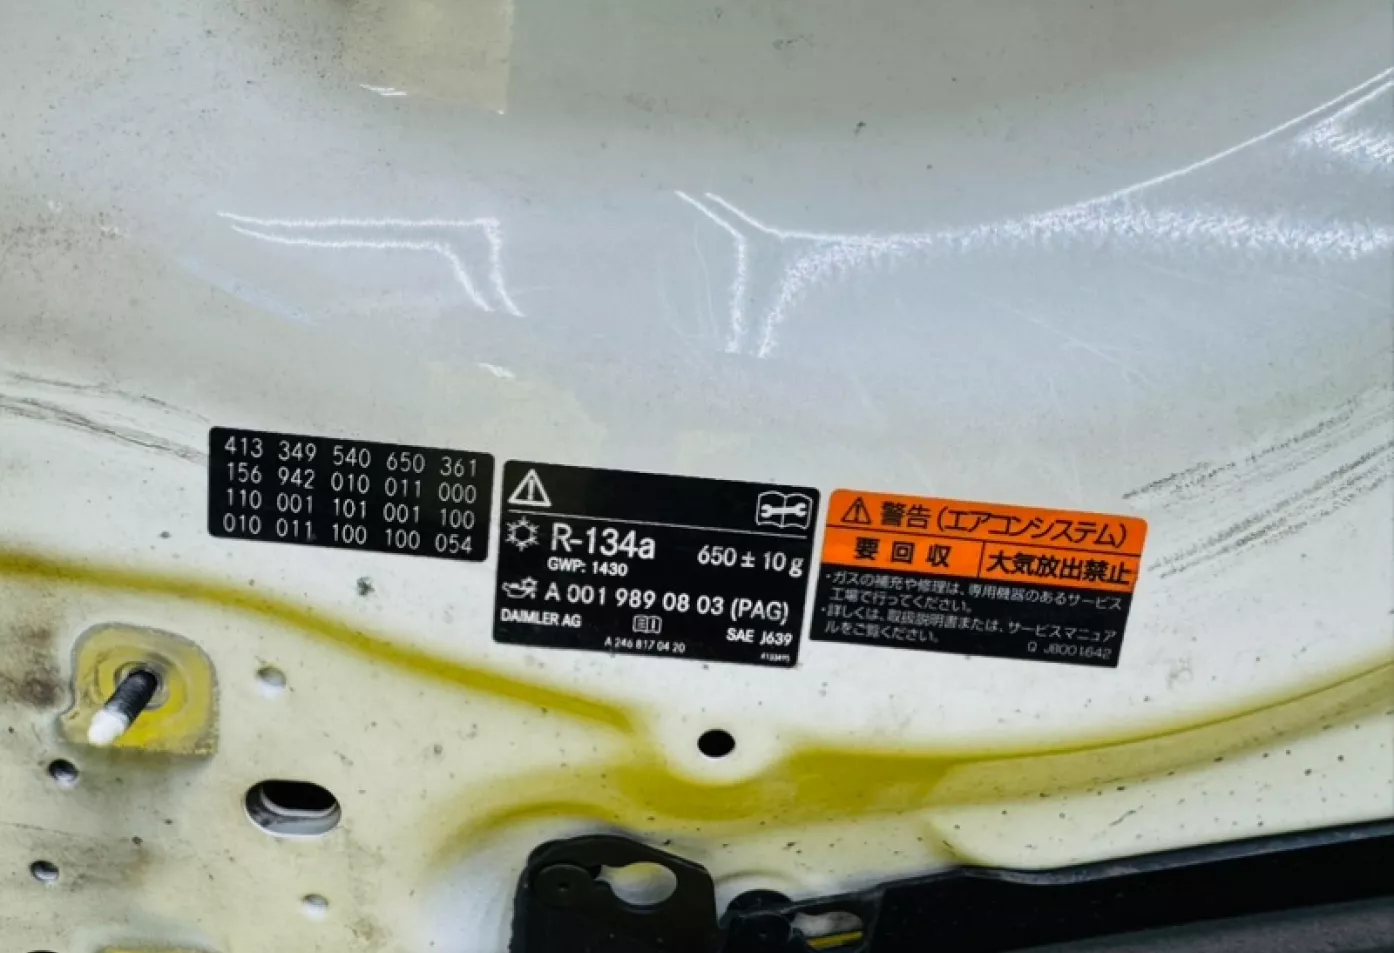 413 349 540 650 361
156 942 010 011 000
110 001 101 001 100
010 011 100 100 054
R-134a 650 ± 10 g
GWP: 1430
A 001 989 08 03 (PAG)
DAIMLER AG SAE J639
A 246 817 04 20
警告(エアコンシステム)
要回収 大気放出禁止
・ガスの補充や修理は、専用機器のあるサービス
工場で行ってください。
・詳しくは、取扱説明書または、サービスマニュア
ルをご覧ください。
Q JB001642